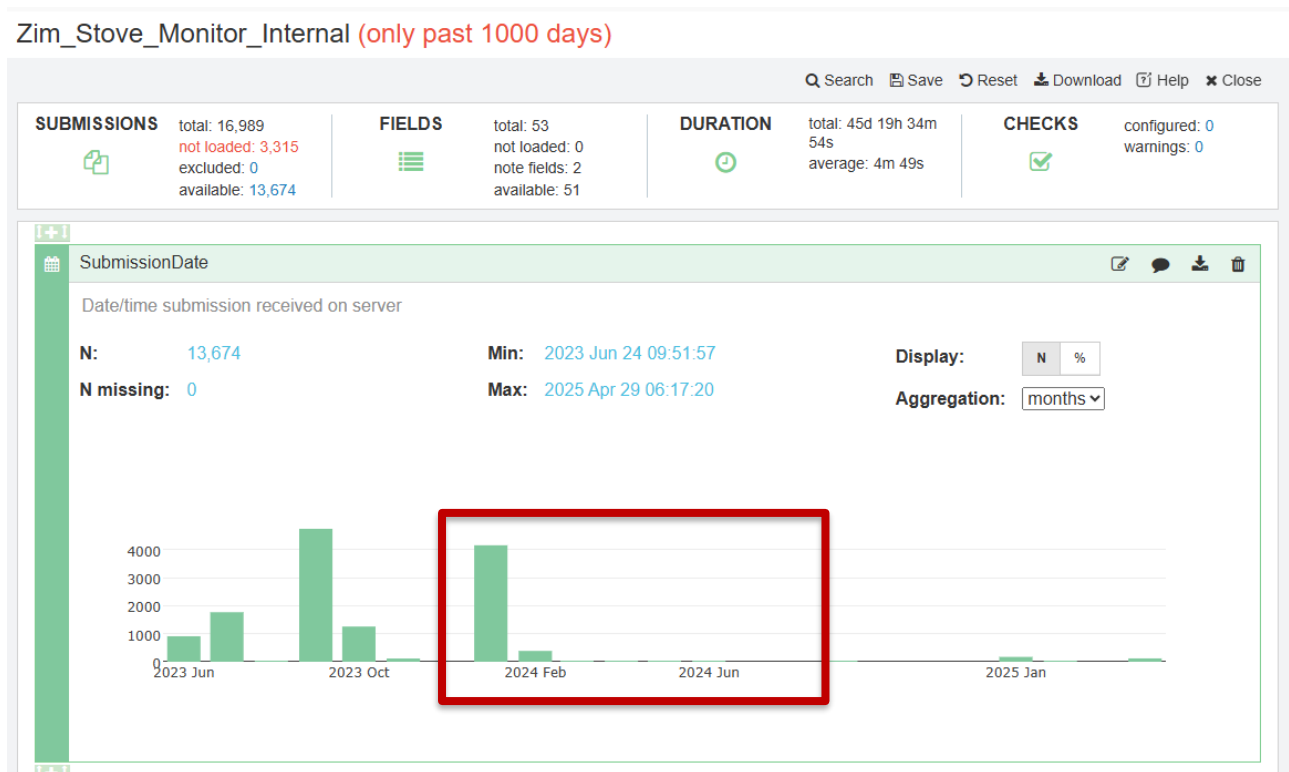 Zim_Stove_Monitor_Internal (only past 1000 days)
Search Save Reset Download Help Close
SUBMISSIONS
total: 16,989
not loaded: 3,315
excluded: 0
available: 13,674
FIELDS
total: 53
not loaded: 0
note fields: 2
available: 51
DURATION
total: 45d 19h 34m
54s
average: 4m 49s
CHECKS
configured: 0
warnings: 0
SubmissionDate
Date/time submission received on server
N: 13,674
N missing: 0
Min: 2023 Jun 24 09:51:57
Max: 2025 Apr 29 06:17:20
Display: N %
Aggregation: months
4000
3000
2000
1000
0
2023 Jun 2023 Oct 2024 Feb 2024 Jun 2025 Jan